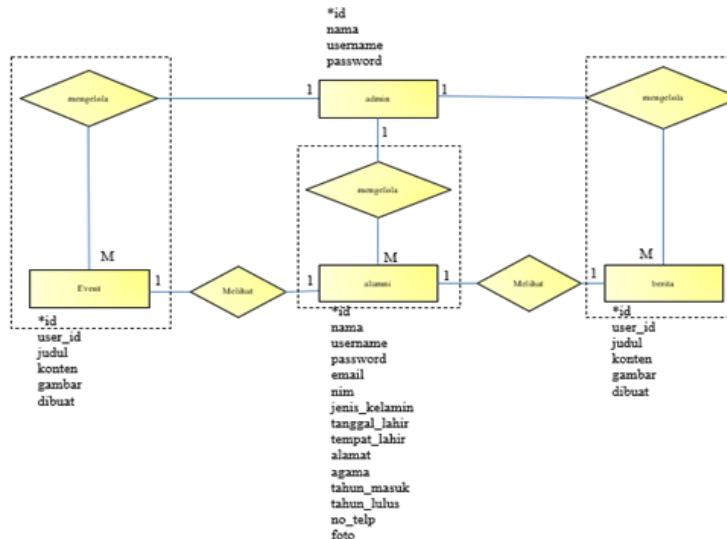 *id
nama
username
password
mengelola
1
admin
1
mengelola
1
mengelola
M
M
M
Event
1
Melihat
1
alamni
1
Melihat
1
berita
*id
user_id
judul
konten
gambar
dibuat
*id
nama
username
password
email
nim
jenis_kelamin
tanggal_lahir
tempat_lahir
alamat
agama
tahun_masuk
tahun_lulus
no_telp
foto
*id
user_id
judul
konten
gambar
dibuat